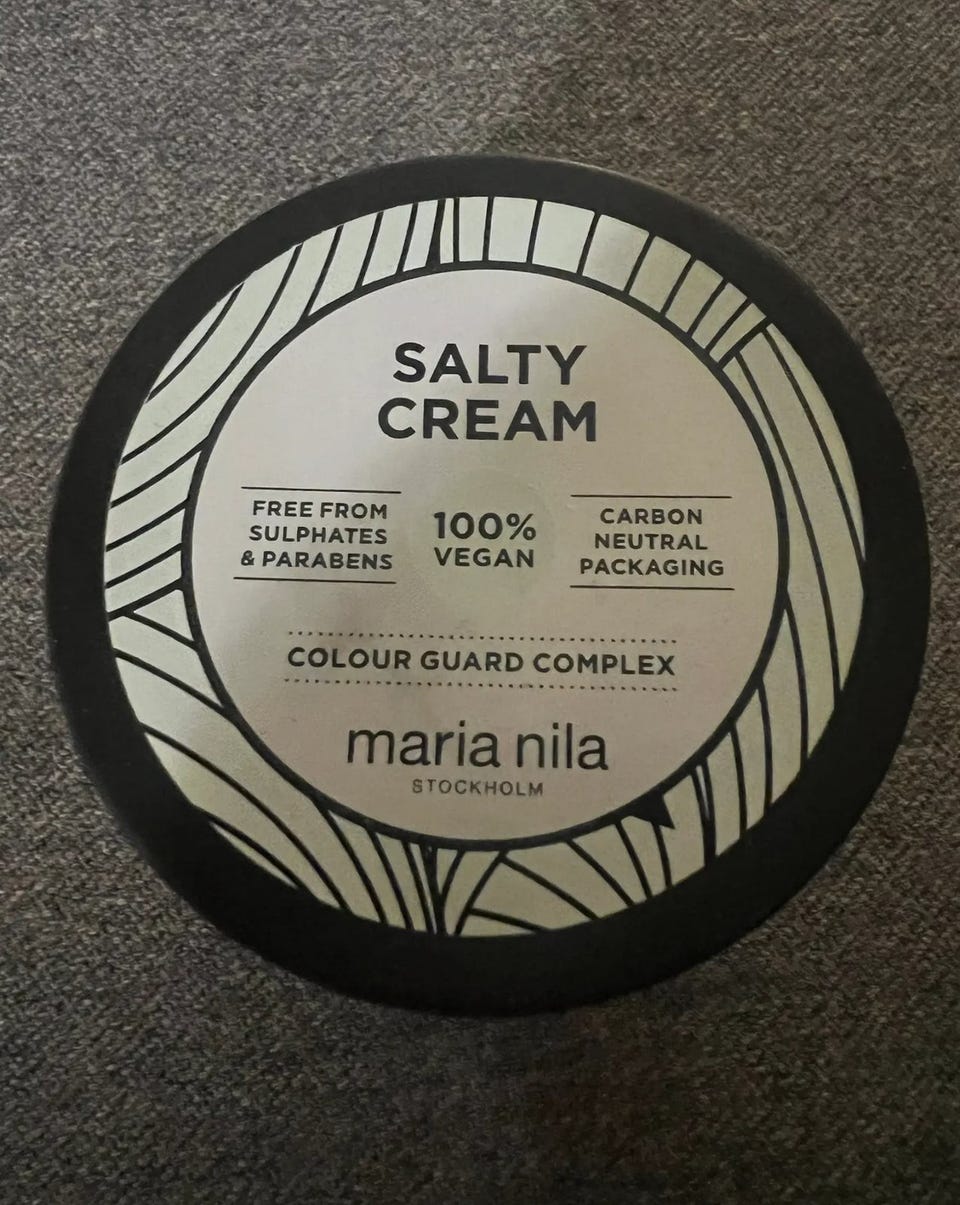 SALTY
CREAM
FREE FROM
SULPHATES
& PARABENS
100%
VEGAN
CARBON
NEUTRAL
PACKAGING
COLOUR GUARD COMPLEX
maria nila
STOCKHOLM